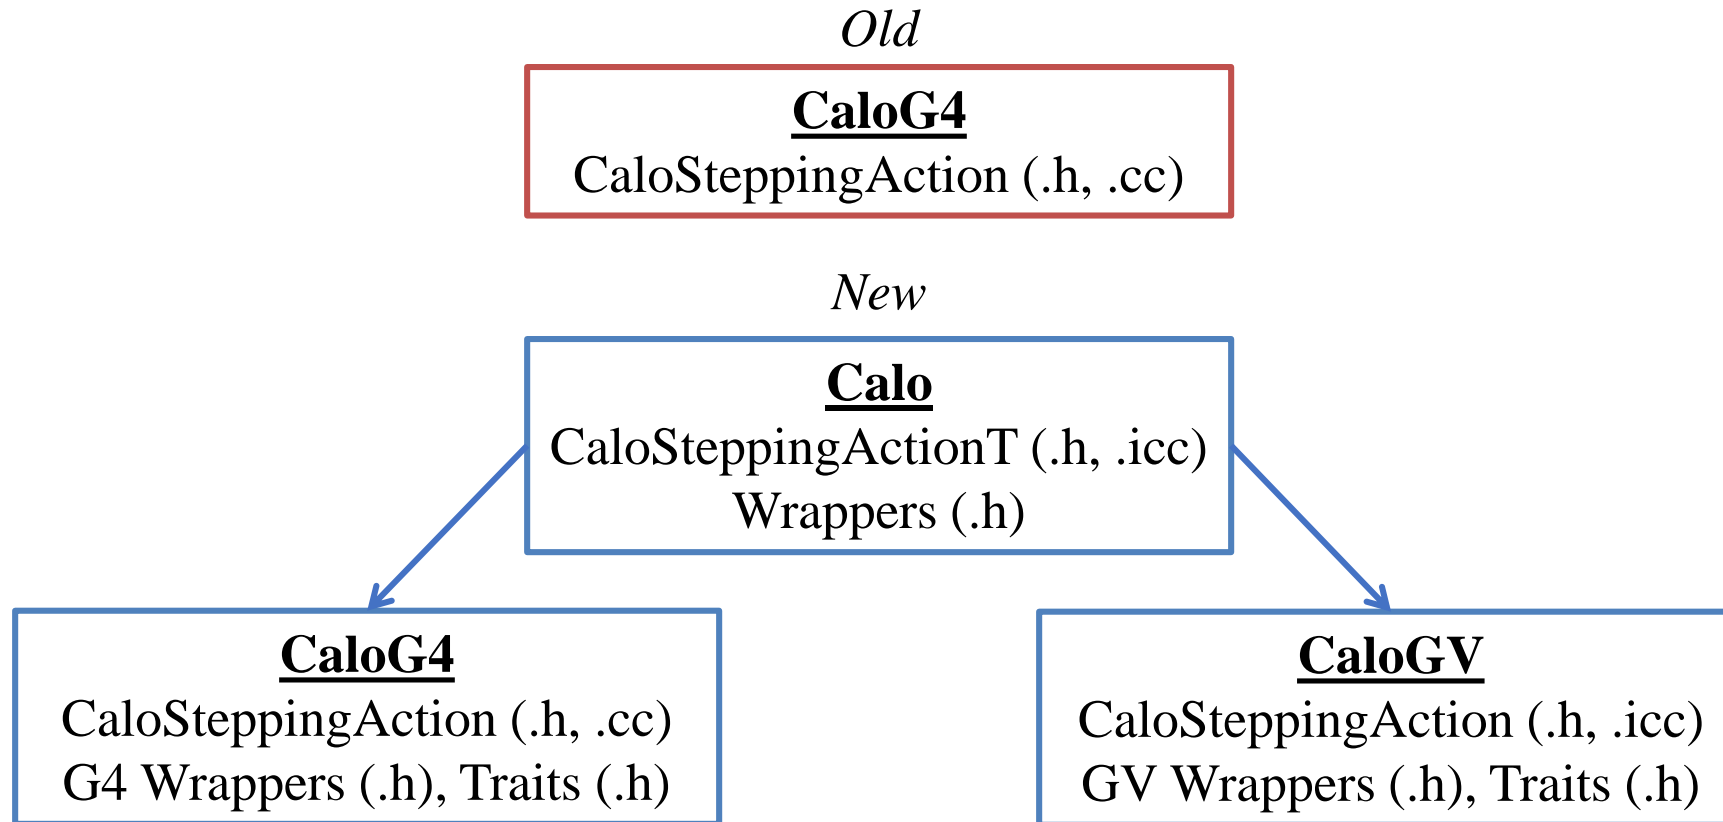 Old
CaloG4
CaloSteppingAction (.h, .cc)
New
Calo
CaloSteppingActionT (.h, .icc)
Wrappers (.h)
CaloG4
CaloSteppingAction (.h, .cc)
G4 Wrappers (.h), Traits (.h)
CaloGV
CaloSteppingAction (.h, .icc)
GV Wrappers (.h), Traits (.h)